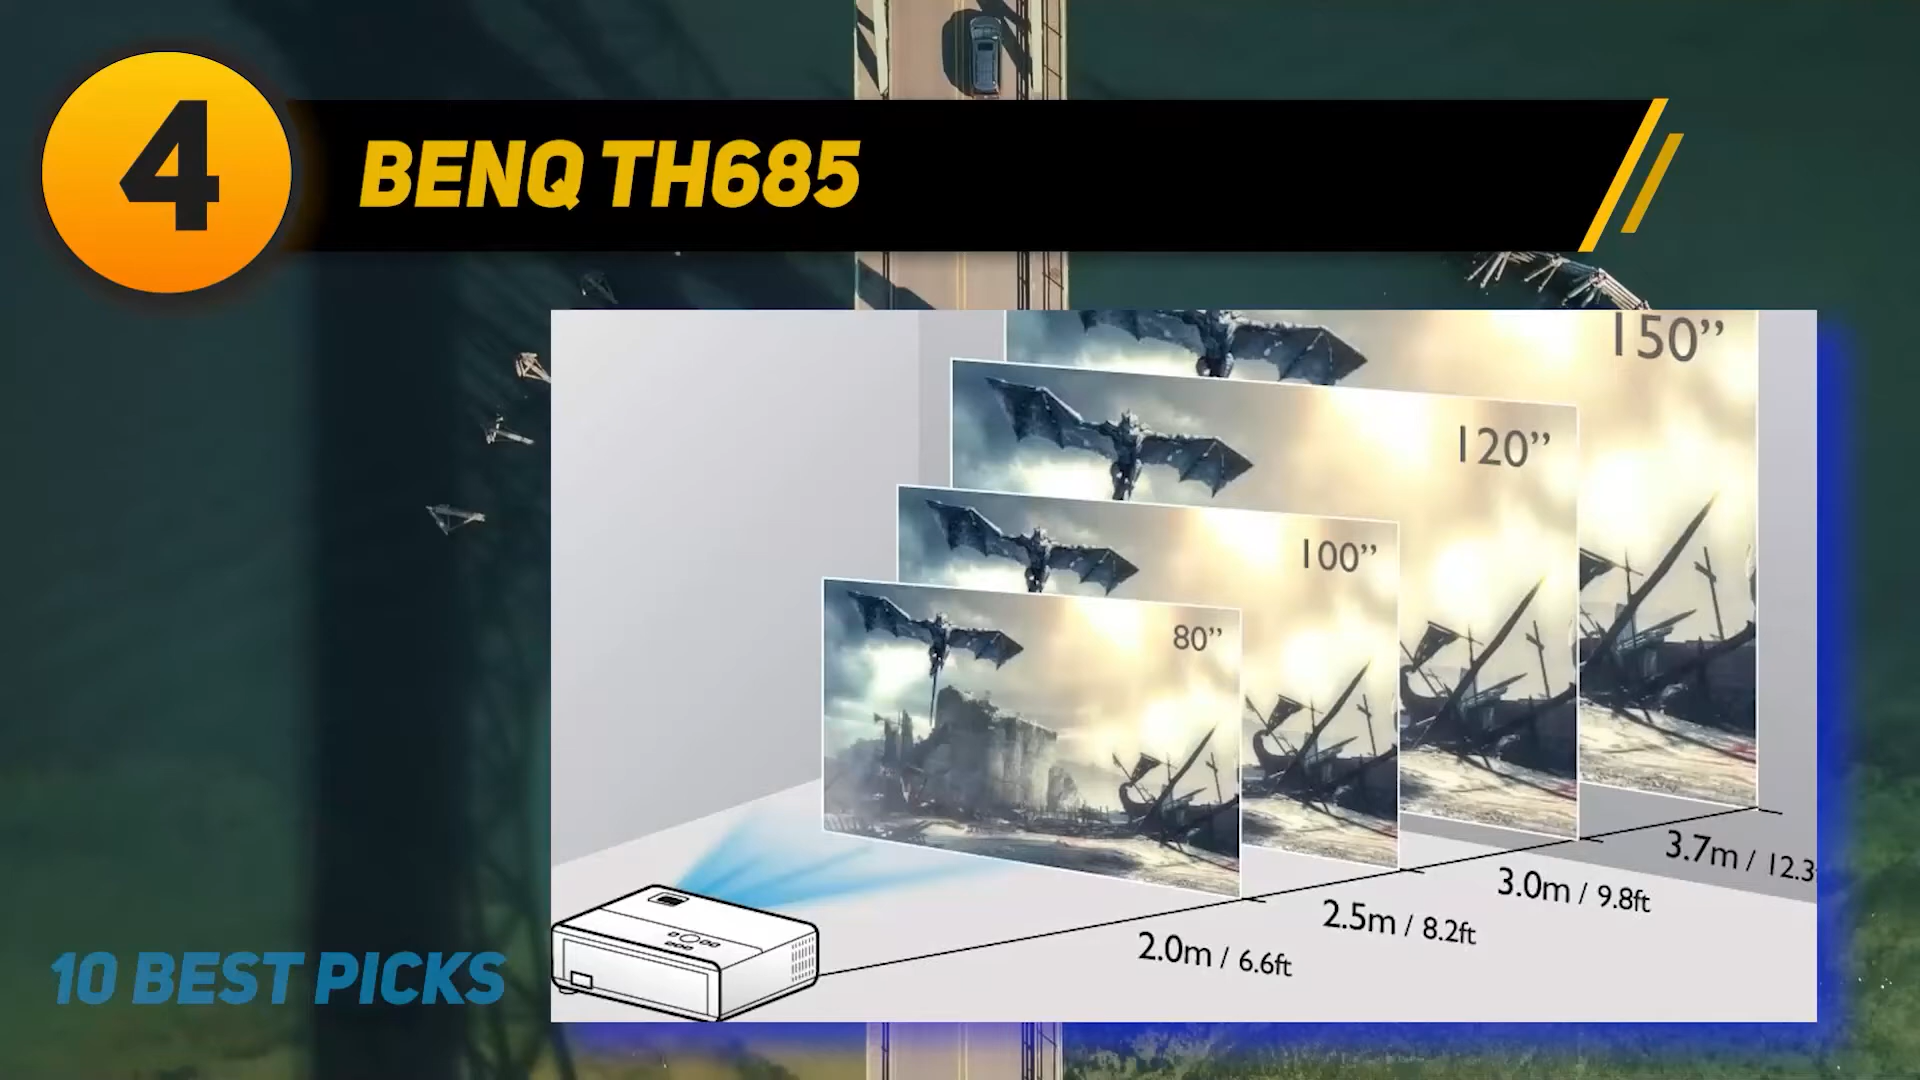 4
BENQ TH685
150”
120”
100”
80”
3.7m / 12.3
3.0m / 9.8ft
2.5m / 8.2ft
2.0m / 6.6ft
10 BEST PICKS